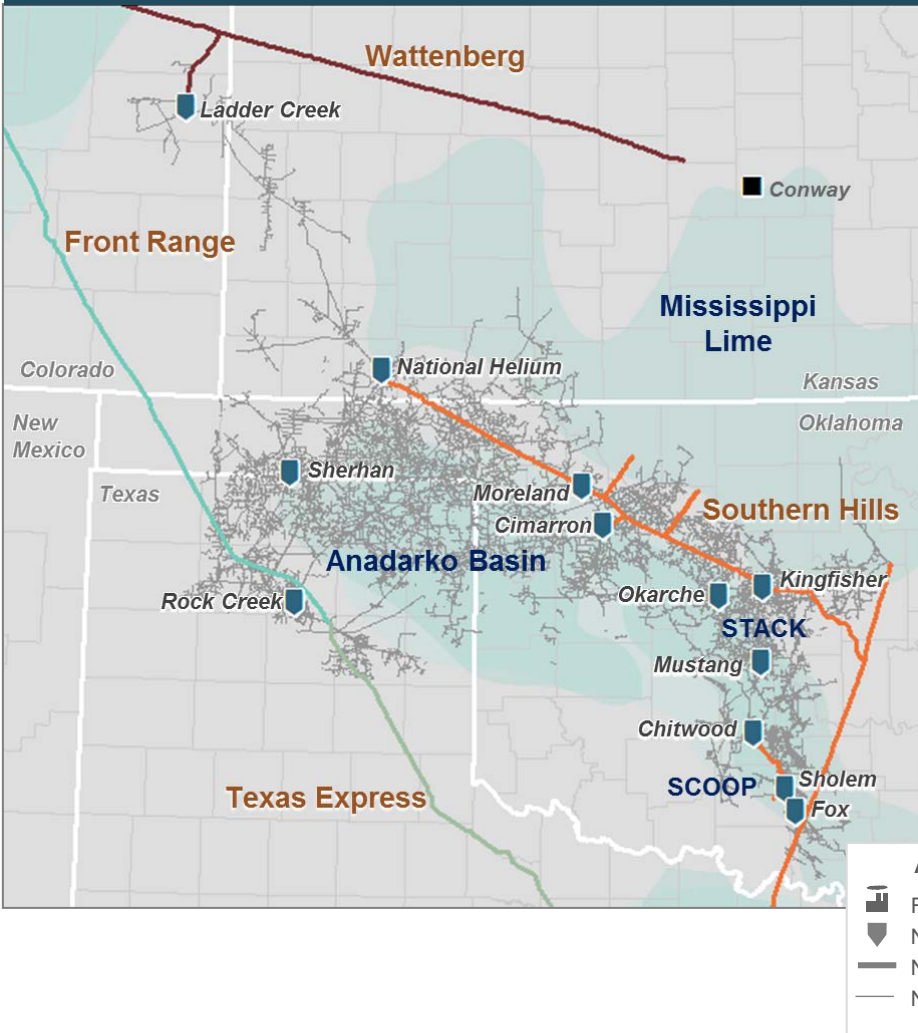 Wattenberg
Ladder Creek
Conway
Front Range
Mississippi
Lime
National Helium
Colorado
Kansas
New
Mexico
Oklahoma
Sherhan
Texas
Moreland
Cimarron
Southern Hills
Anadarko Basin
Rock Creek
Okarche
Kingfisher
STACK
Mustang
Chitwood
SCOOP
Sholem
Fox
Texas Express
A
F
N
N
N